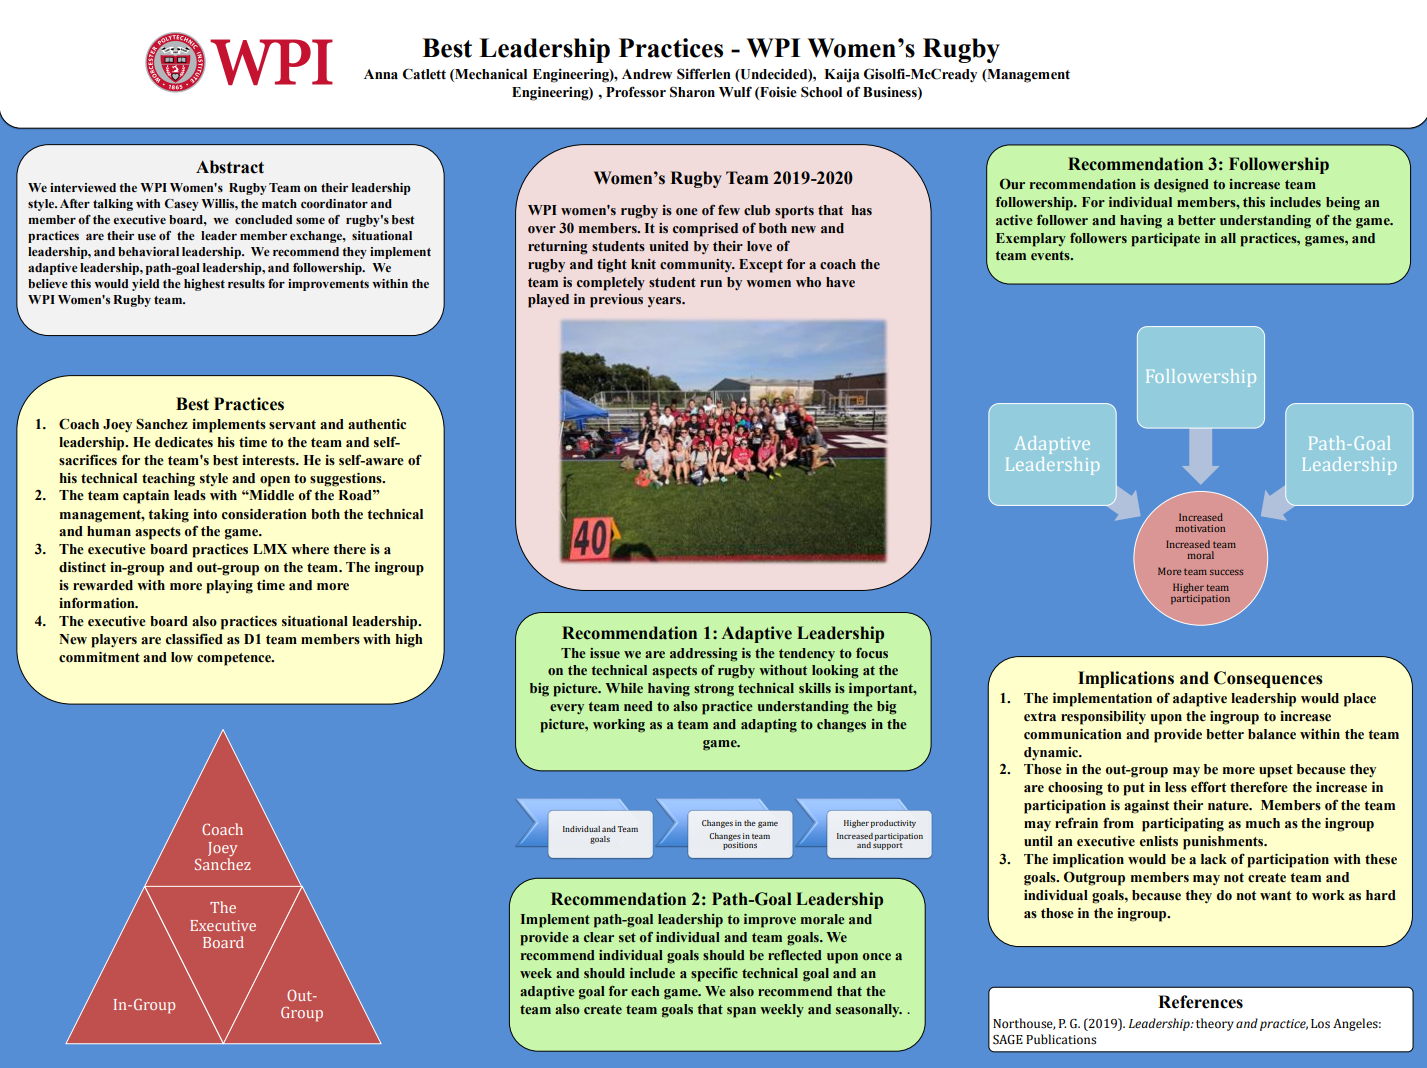 WPI
Best Leadership Practices - WPI Women's Rugby
Anna Catlett (Mechanical Engineering), Andrew Sifferlen (Undecided), Kaija Gisolfi-McCready (Management
Engineering) , Professor Sharon Wulf (Foisie School of Business)
Abstract
We interviewed the WPI Women's Rugby Team on their leadership
style. After talking with Casey Willis, the match coordinator and
member of the executive board, we concluded some of rugby's best
practices are their use of the leader member exchange, situational
leadership, and behavioral leadership. We recommend they implement
adaptive leadership, path-goal leadership, and followership. We
believe this would yield the highest results for improvements within the
WPI Women's Rugby team.
Best Practices
1. Coach Joey Sanchez implements servant and authentic
leadership. He dedicates his time to the team and self-
sacrifices for the team's best interests. He is self-aware of
his technical teaching style and open to suggestions.
2. The team captain leads with “Middle of the Road”
management, taking into consideration both the technical
and human aspects of the game.
3. The executive board practices LMX where there is a
distinct in-group and out-group on the team. The ingroup
is rewarded with more playing time and more
information.
4. The executive board also practices situational leadership.
New players are classified as D1 team members with high
commitment and low competence.
Coach
Joey
Sanchez
The
Executive
Board
In-Group
Out-
Group
Women's Rugby Team 2019-2020
WPI women's rugby is one of few club sports that has
over 30 members. It is comprised of both new and
returning students united by their love of
rugby and tight knit community. Except for a coach the
team is completely student run by women who have
played in previous years.
40
Recommendation 1: Adaptive Leadership
The issue we are addressing is the tendency to focus
on the technical aspects of rugby without looking at the
big picture. While having strong technical skills is important,
every team need to also practice understanding the big
picture, working as a team and adapting to changes in the
game.
Individual and Team
goals
Changes in the game
Changes in team
positions
Higher productivity
Increased participation
and support
Recommendation 2: Path-Goal Leadership
Implement path-goal leadership to improve morale and
provide a clear set of individual and team goals. We
recommend individual goals should be reflected upon once a
week and should include a specific technical goal and an
adaptive goal for each game. We also recommend that the
team also create team goals that span weekly and seasonally. .
Recommendation 3: Followership
Our recommendation is designed to increase team
followership. For individual members, this includes being an
active follower and having a better understanding of the game.
Exemplary followers participate in all practices, games, and
team events.
Followership
Adaptive
Leadership
Path-Goal
Leadership
Increased
motivation
Increased team
moral
More team success
Higher team
participation
Implications and Consequences
1. The implementation of adaptive leadership would place
extra responsibility upon the ingroup to increase
communication and provide better balance within the team
dynamic.
2. Those in the out-group may be more upset because they
are choosing to put in less effort therefore the increase in
participation is against their nature. Members of the team
may refrain from participating as much as the ingroup
until an executive enlists punishments.
3. The implication would be a lack of participation with these
goals. Outgroup members may not create team and
individual goals, because they do not want to work as hard
as those in the ingroup.
References
Northouse, P. G. (2019). Leadership: theory and practice, Los Angeles:
SAGE Publications